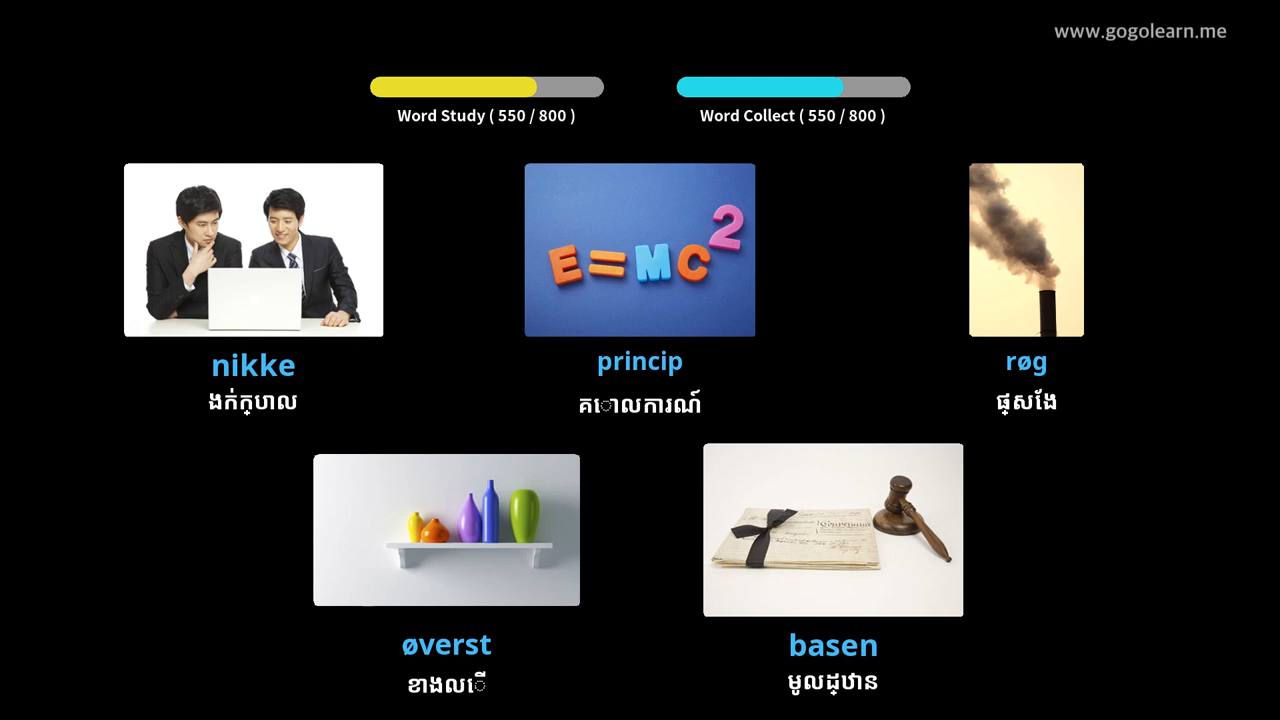 www.gogolearn.me
Word Study ( 550 / 800 )
Word Collect ( 550 / 800 )
nikke
ងក់ក្បាល
princip
គោលការណ៍
røg
ផ្សែង
øverst
ខាងលើ
basen
មូលដ្ឋាន
E=MC2